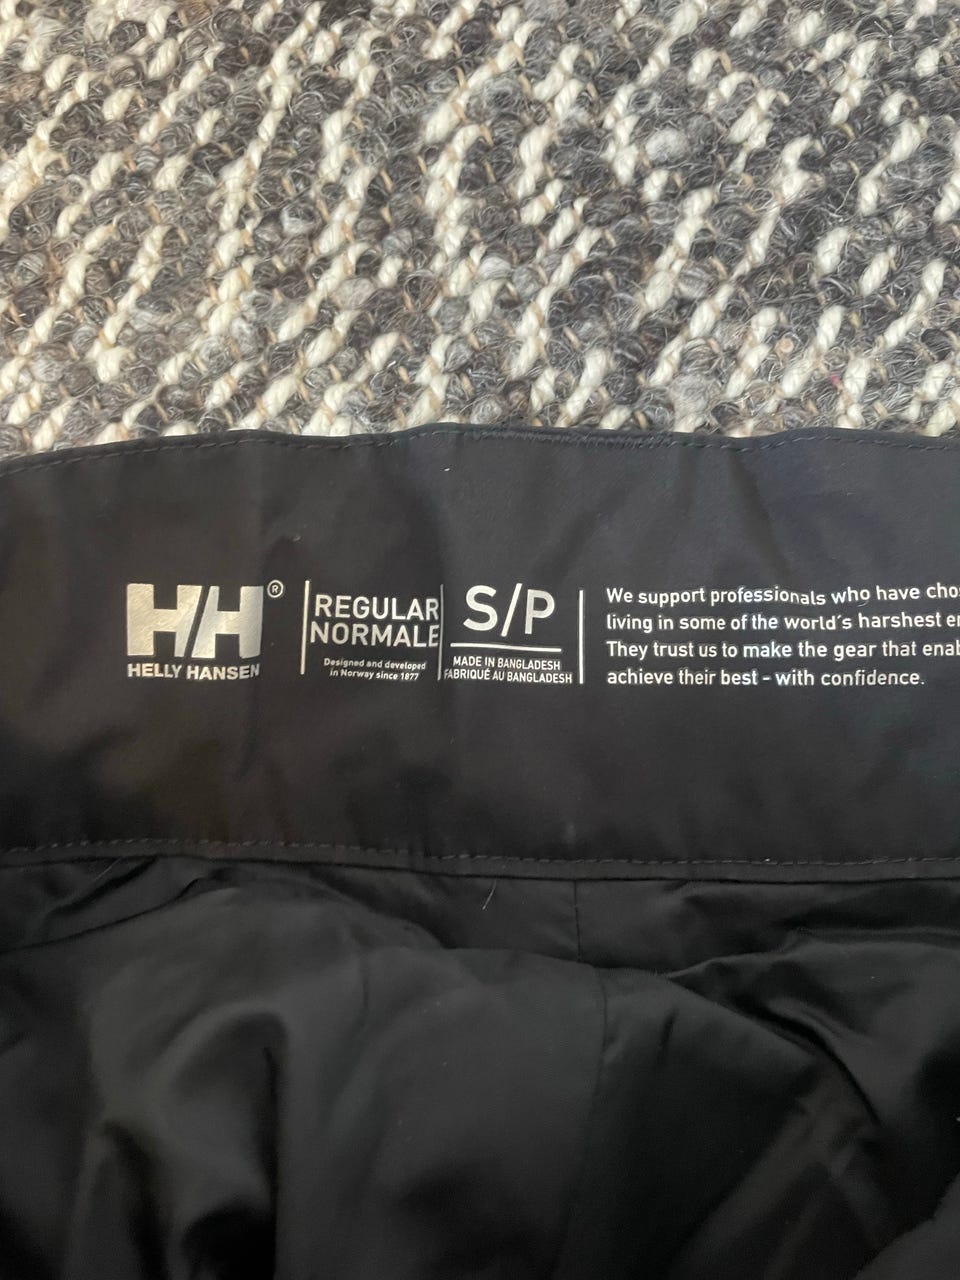 H/H®
HELLY HANSEN
REGULAR
NORMALE
Designed and developed
in Norway since 1877
S/P
MADE IN BANGLADESH
FABRIQUÉ AU BANGLADESH
We support professionals who have
living in some of the world's harshest
They trust us to make the gear that
achieve their best - with confidence.